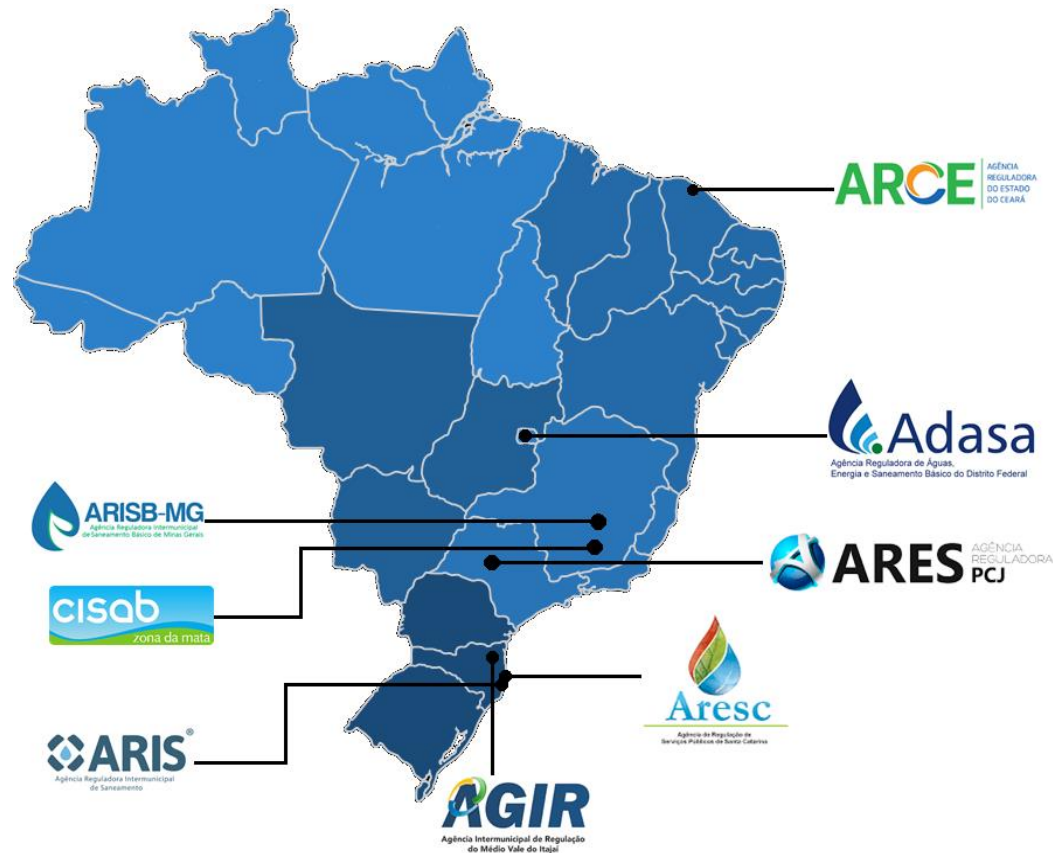 ARCE
AGÊNCIA
REGULADORA
DO ESTADO
DO CEARÁ
Adasa
Agência Reguladora de Águas,
Energia e Saneamento Básico do Distrito Federal
ARISB-MG
Agência Reguladora Intermunicipal
de Saneamento Básico de Minas Gerais
ARES
AGÊNCIA
REGULADORA
PCJ
cisab
zona da mata
Aresc
Agência de Regulação de
Serviços Públicos de Santa Catarina
ARIS®
Agência Reguladora Intermunicipal
de Saneamento
AGIR
Agência Intermunicipal de Regulação
do Médio Vale do Itajaí